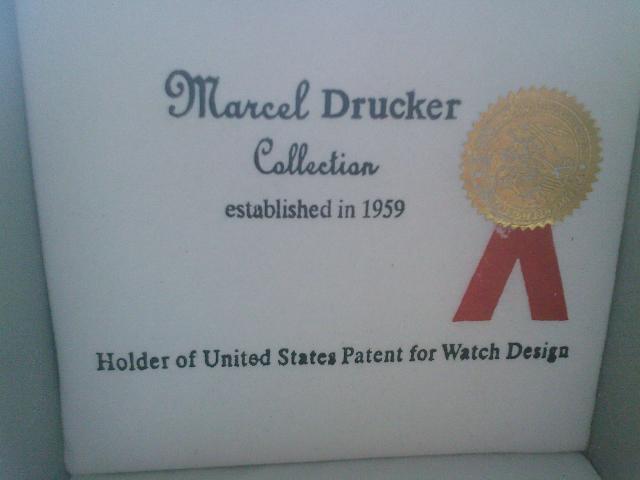 Marcel Drucker
Collection
established in 1959
Holder of United States Patent for Watch Design